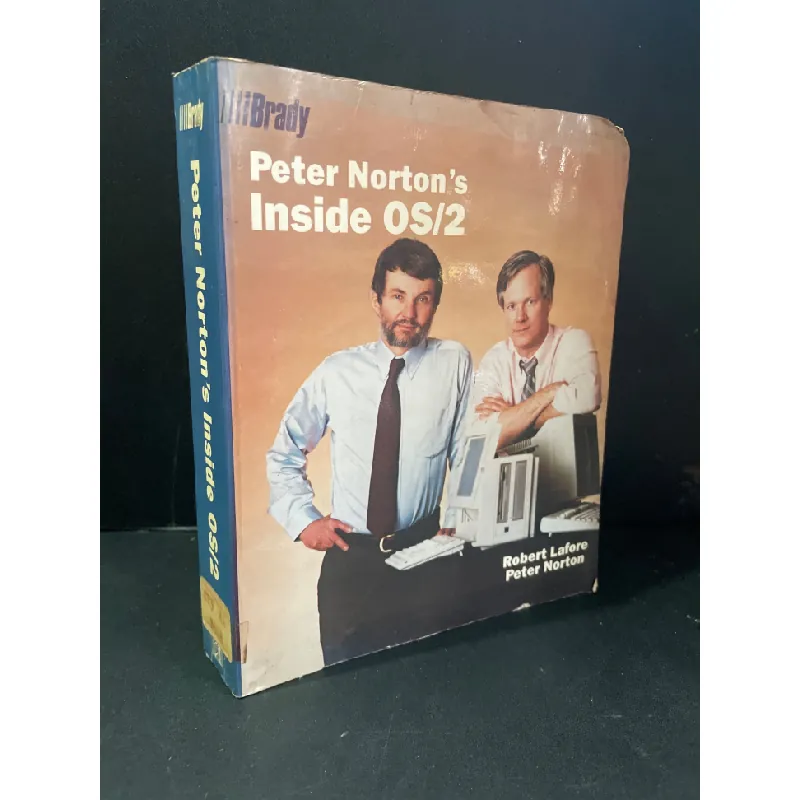 Brady
Peter Norton's Inside OS/2
Brady
Peter Norton's
Inside OS/2
Robert Lafore
Peter Norton